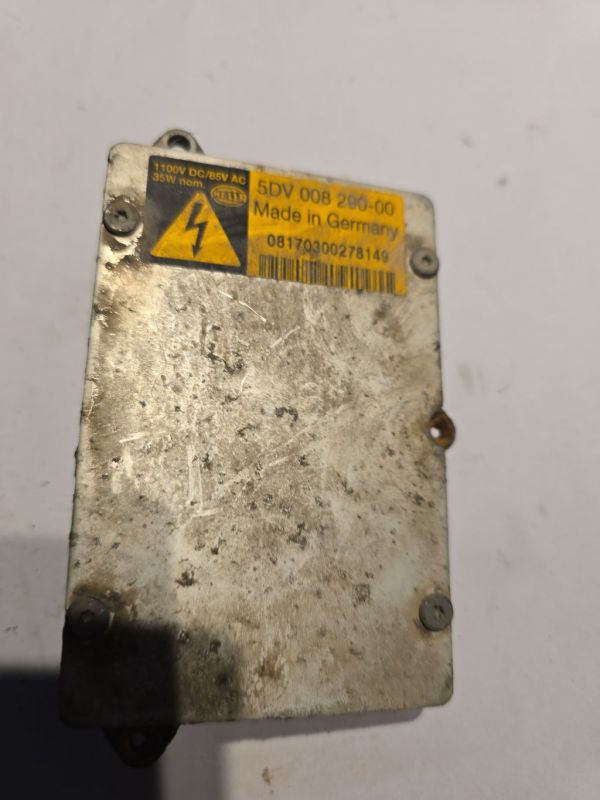 1100V DC/85V AC
35W nom.
HELLA
5DV 008 290-00
Made in Germany
08170300278149